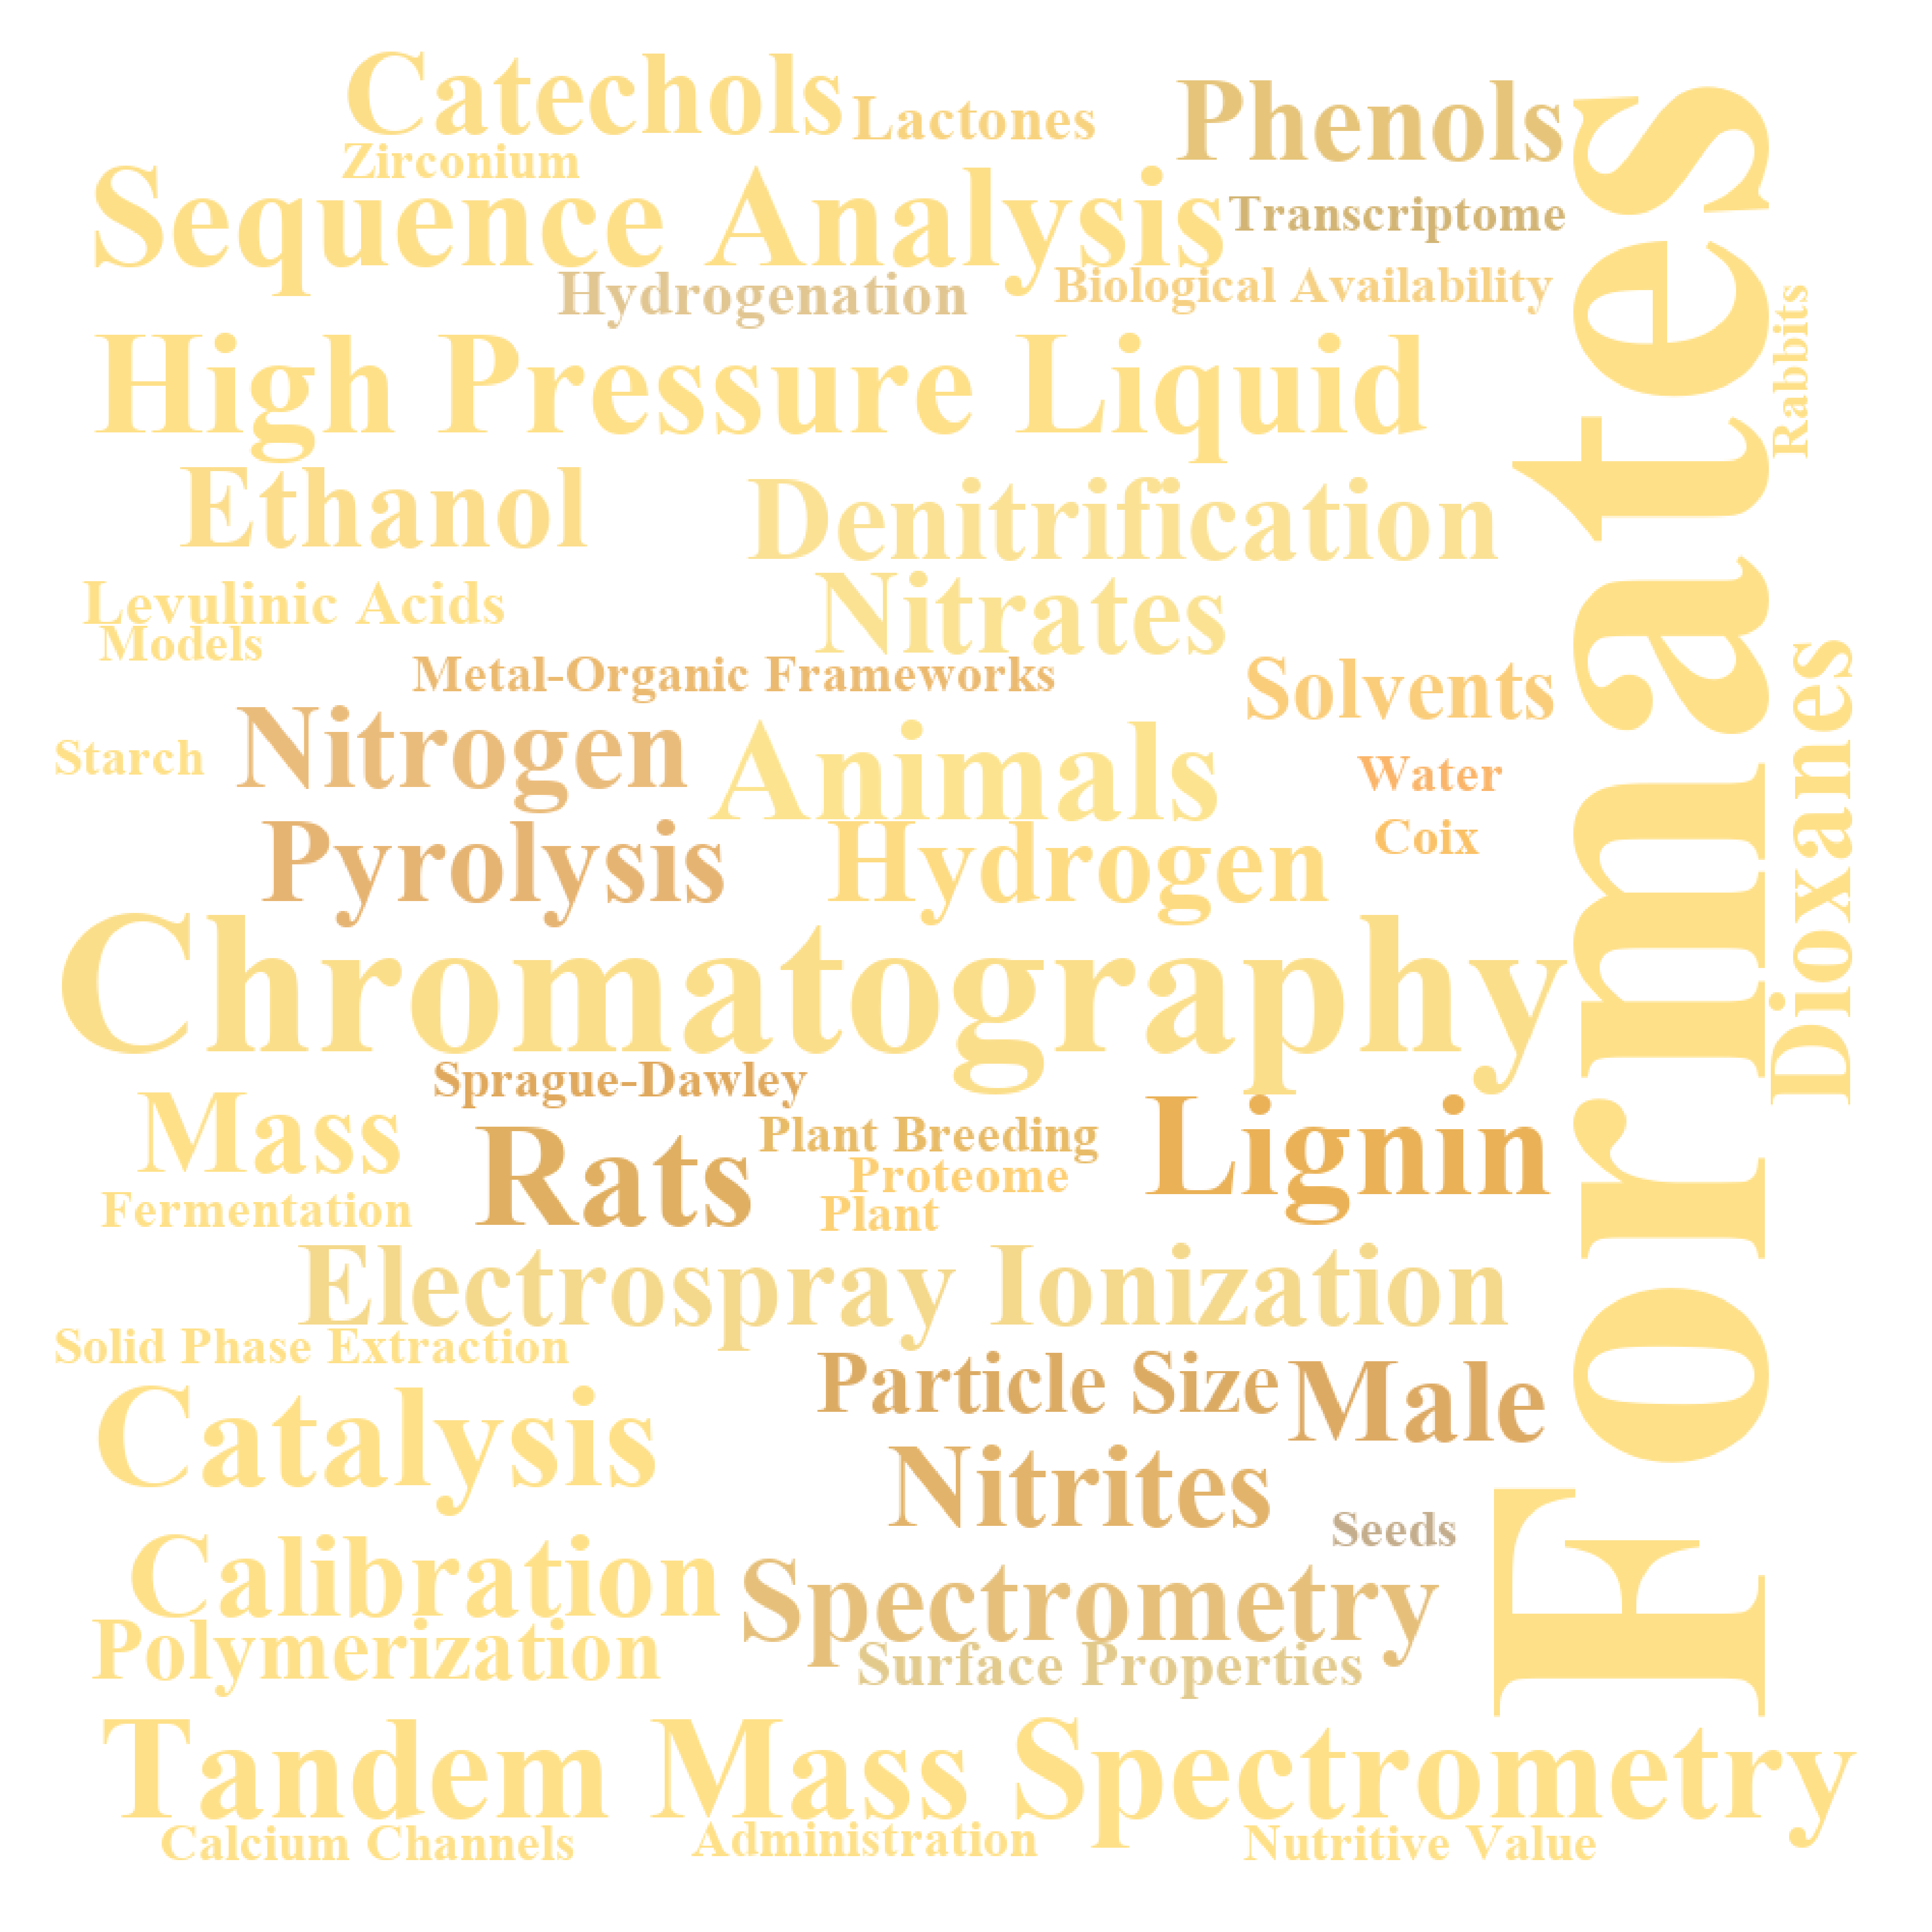 Catechols
Lactones
Phenols
Zirconium
Sequence Analysis
Transcriptome
Hydrogenation
Biological Availability
Rabbits
High Pressure Liquid
Ethanol
Denitrification
Levulinic Acids
Nitrates
Models
Metal-Organic Frameworks
Solvents
Formates
Dioxanes
Starch
Nitrogen
Animals
Water
Coix
Pyrolysis
Hydrogen
Chromatography
Sprague-Dawley
Mass
Rats
Plant Breeding
Lignin
Proteome
Fermentation
Plant
Electrospray Ionization
Solid Phase Extraction
Particle Size
Male
Catalysis
Nitrites
Seeds
Calibration
Spectrometry
Polymerization
Surface Properties
Tandem Mass Spectrometry
Calcium Channels
Administration
Nutritive Value